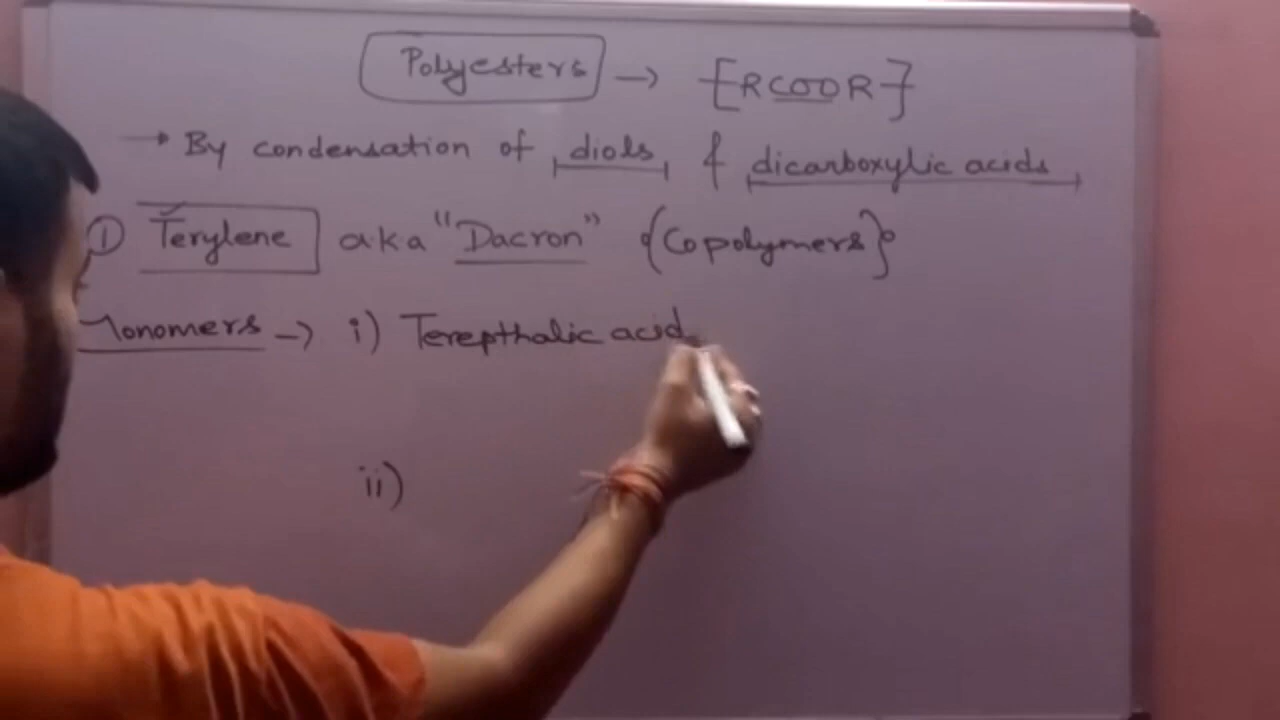 Polyesters → [RCOOR]
→ By condensation of diols & dicarboxylic acids
① Terylene aka "Dacron" {Copolymers}
Monomers → i) Terepthalic acid
ii)